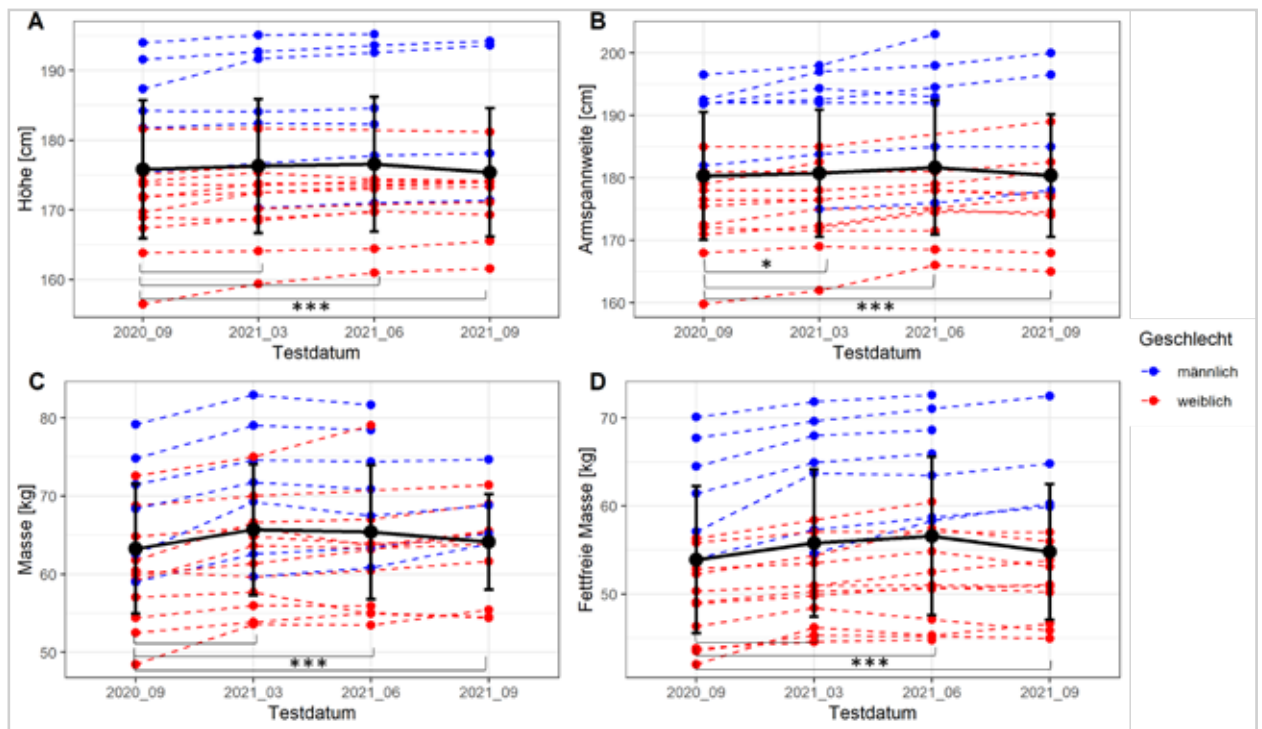 A
Höhe [cm]
190
180
170
160
***
2020_09 2021_03 2021_06 2021_09
Testdatum
B
Armspannweite [cm]
200
190
180
170
160
*
***
2020_09 2021_03 2021_06 2021_09
Testdatum
Geschlecht
männlich
weiblich
C
Masse [kg]
80
70
60
50
***
2020_09 2021_03 2021_06 2021_09
Testdatum
D
Fettfreie Masse [kg]
70
60
50
***
2020_09 2021_03 2021_06 2021_09
Testdatum